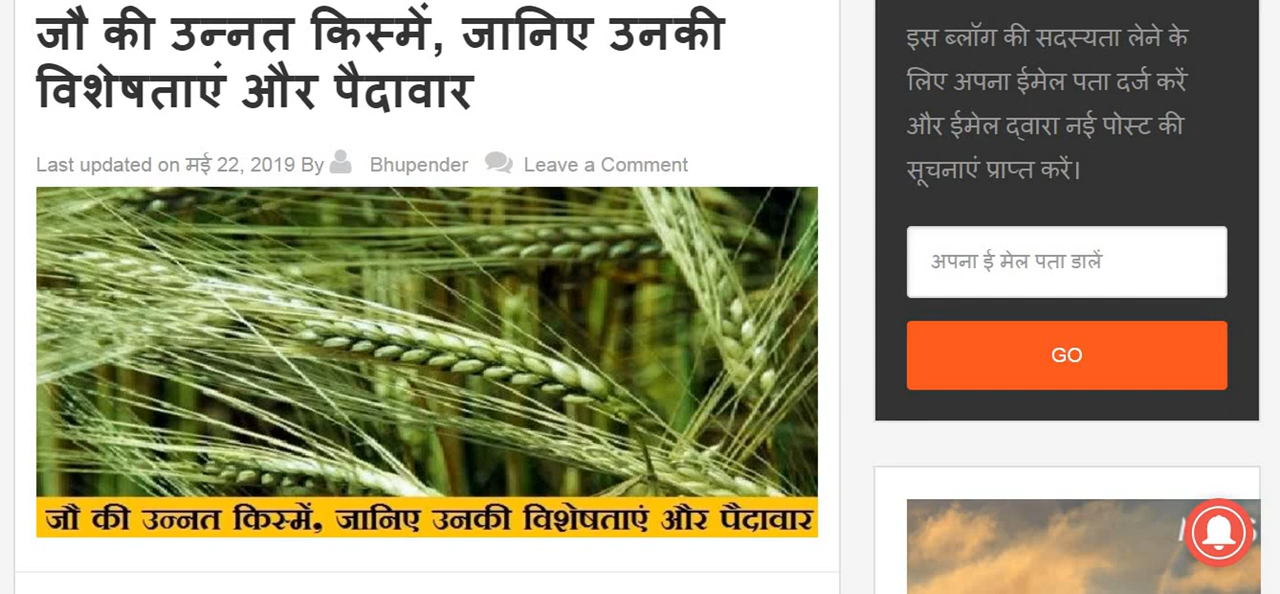 जौ की उन्नत किस्में, जानिए उनकी
विशेषताएं और पैदावार
Last updated on मई 22, 2019 By Bhupender Leave a Comment
जौ की उन्नत किस्में, जानिए उनकी विशेषताएं और पैदावार
इस ब्लॉग की सदस्यता लेने के
लिए अपना ईमेल पता दर्ज करें
और ईमेल द्वारा नई पोस्ट की
सूचनाएं प्राप्त करें।
अपना ई मेल पता डालें
GO